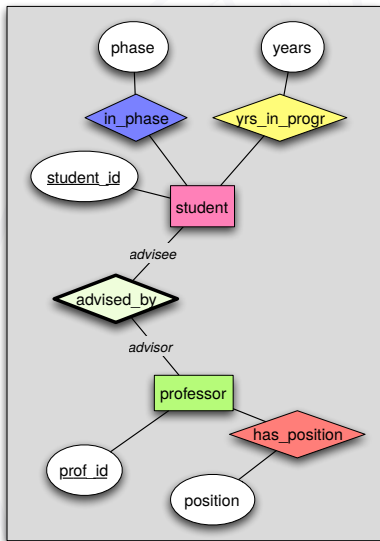 phase
years
in_phase
yrs_in_progr
student_id
student
advisee
advised_by
advisor
professor
has_position
prof_id
position